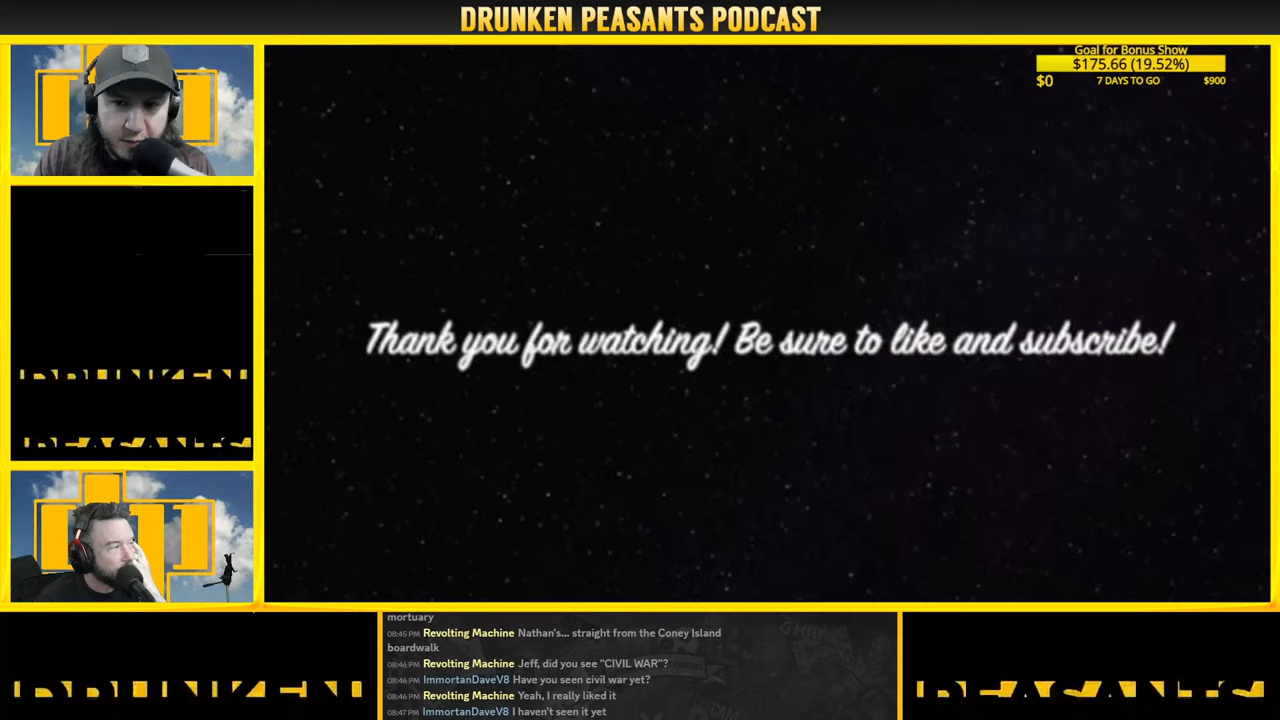 DRUNKEN PEASANTS PODCAST
Goal for Bonus Show
$175.66 (19.52%)
$0 7 DAYS TO GO $900
Thank you for watching! Be sure to like and subscribe!
DRUNKEN
PEASANTS
mortuary
08:45 PM Revolting Machine Nathan's... straight from the Coney Island
boardwalk
08:46 PM Revolting Machine Jeff, did you see "CIVIL WAR"?
08:46 PM ImmortanDaveV8 Have you seen civil war yet?
08:46 PM Revolting Machine Yeah, I really liked it
08:47 PM ImmortanDaveV8 I haven't seen it yet
DRUNKEN
PEASANTS